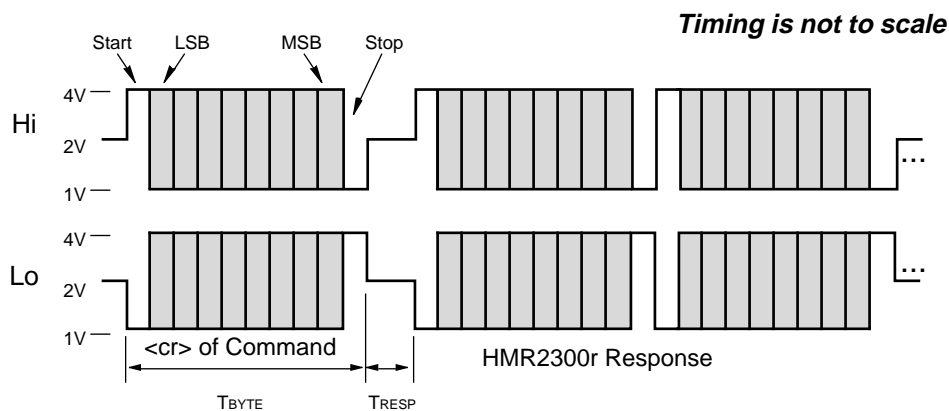 Timing is not to scale
Start LSB MSB Stop
4V
Hi
2V
...
1V
4V
Lo
2V
...
1V
<cr> of Command
HMR2300r Response
TBYTE TRESP